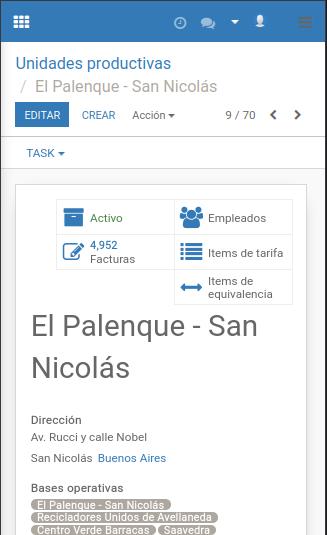 Unidades productivas
/ El Palenque - San Nicolás
EDITAR CREAR Acción 9 / 70
TASK
Activo Empleados
4,952 Facturas Items de tarifa
Items de equivalencia
El Palenque - San
Nicolás
Dirección
Av. Rucci y calle Nobel
San Nicolás Buenos Aires
Bases operativas
El Palenque - San Nicolás
Recicladores Unidos de Avellaneda
Centro Verde Barracas Saavedra